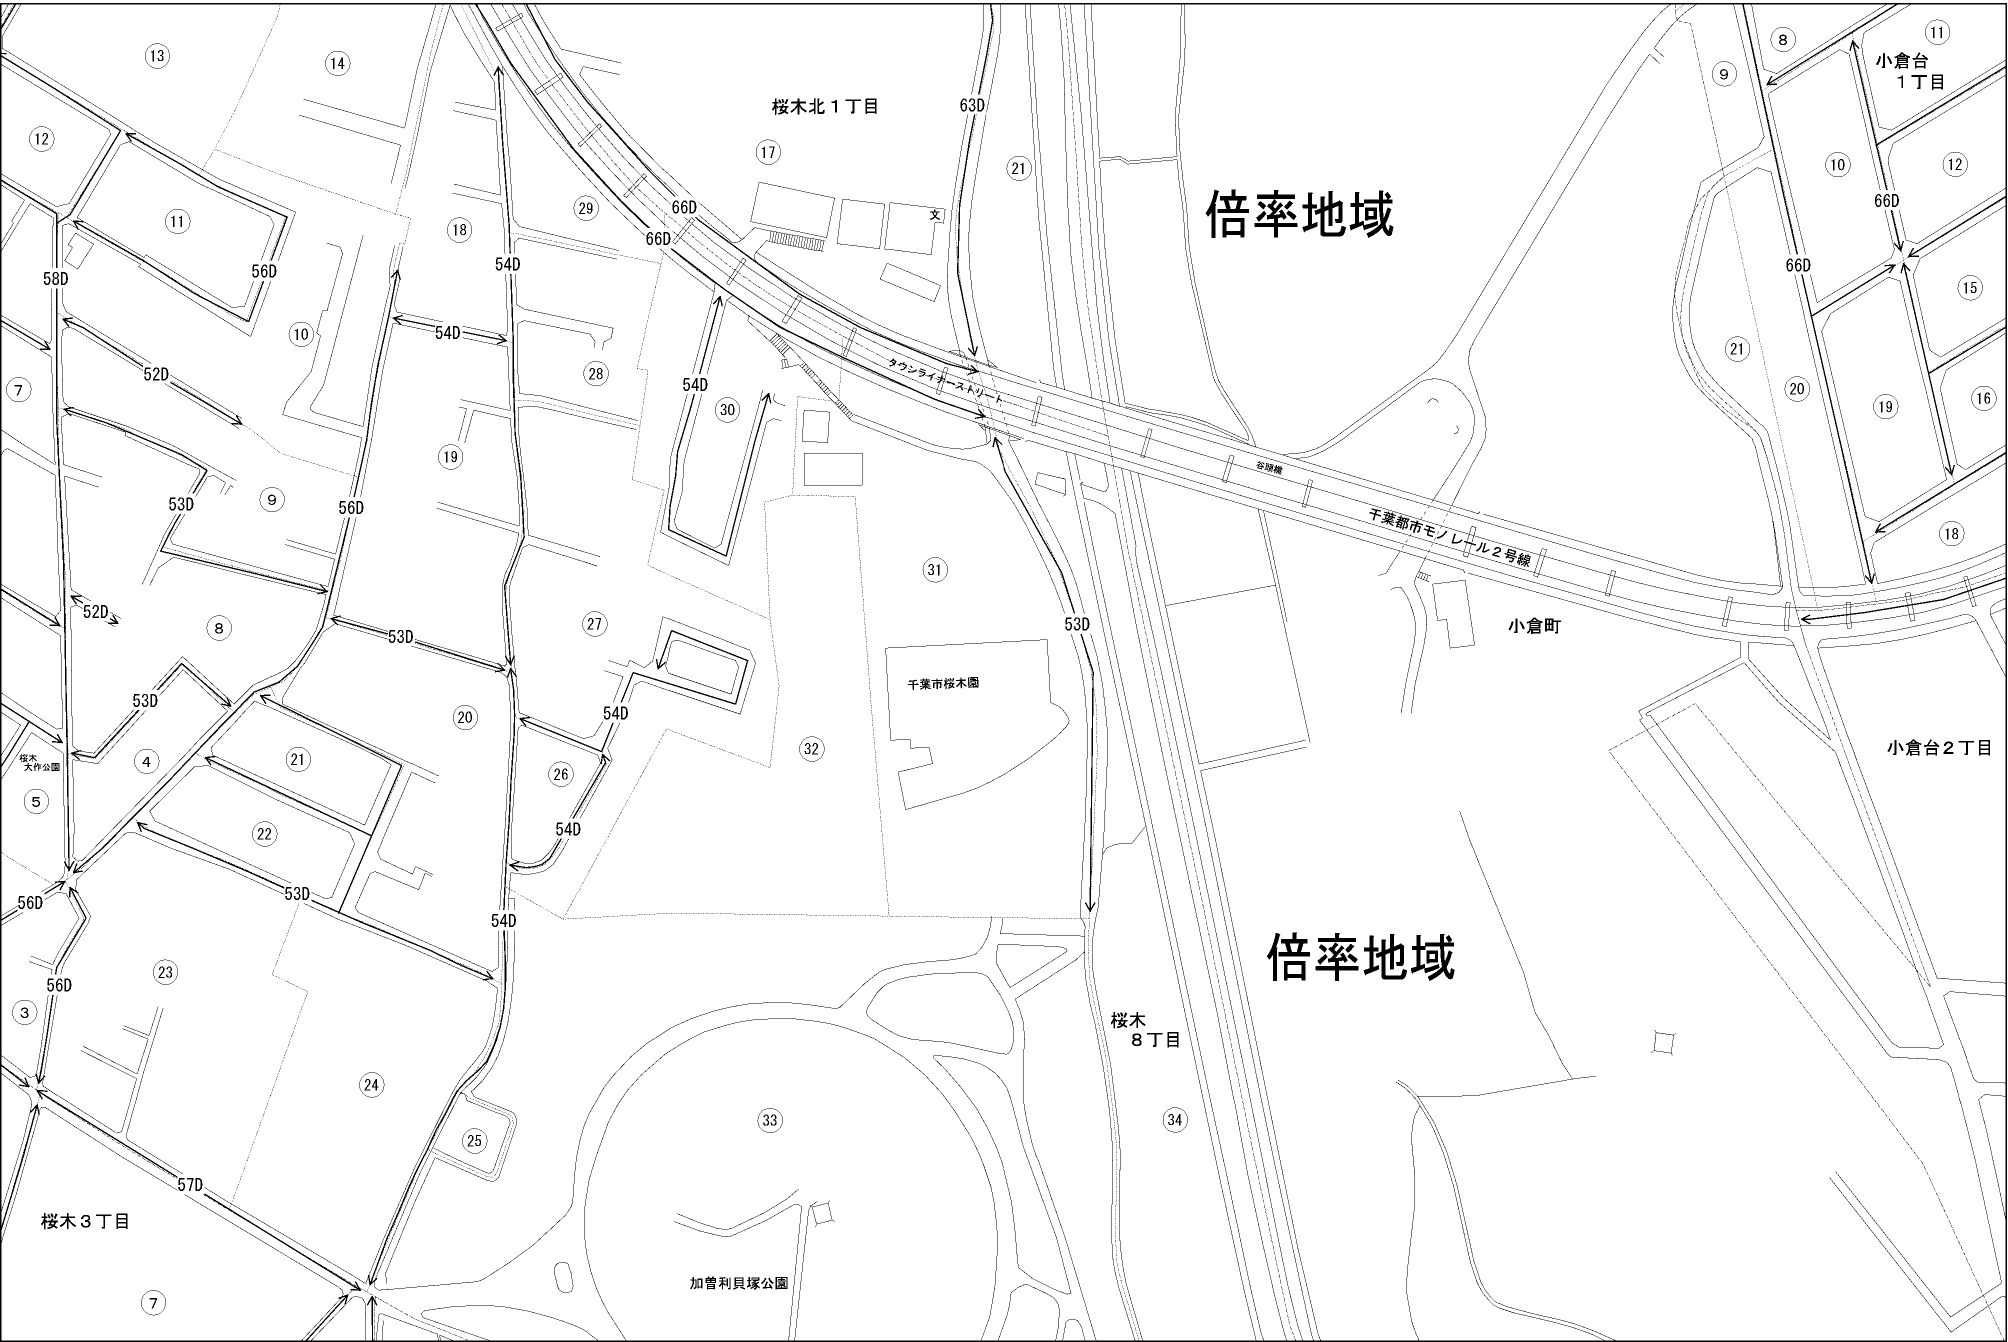 13
14
桜木北１丁目
63D
8
11
小倉台
１丁目
9
12
17
21
倍率地域
10
12
11
66D
文
29
66D
18
66D
66D
54D
56D
58D
66D
15
10
54D
21
28
52D
タウンライナーストリート
54D
7
30
20
19
16
19
谷頭橋
9
53D
56D
千葉都市モノレール２号線
18
31
52D
8
53D
27
53D
小倉町
千葉市桜木園
53D
54D
20
32
小倉台２丁目
桜木
大作公園
4
21
26
5
22
54D
53D
56D
54D
倍率地域
23
56D
3
桜木
８丁目
24
33
34
25
57D
桜木３丁目
加曽利貝塚公園
7